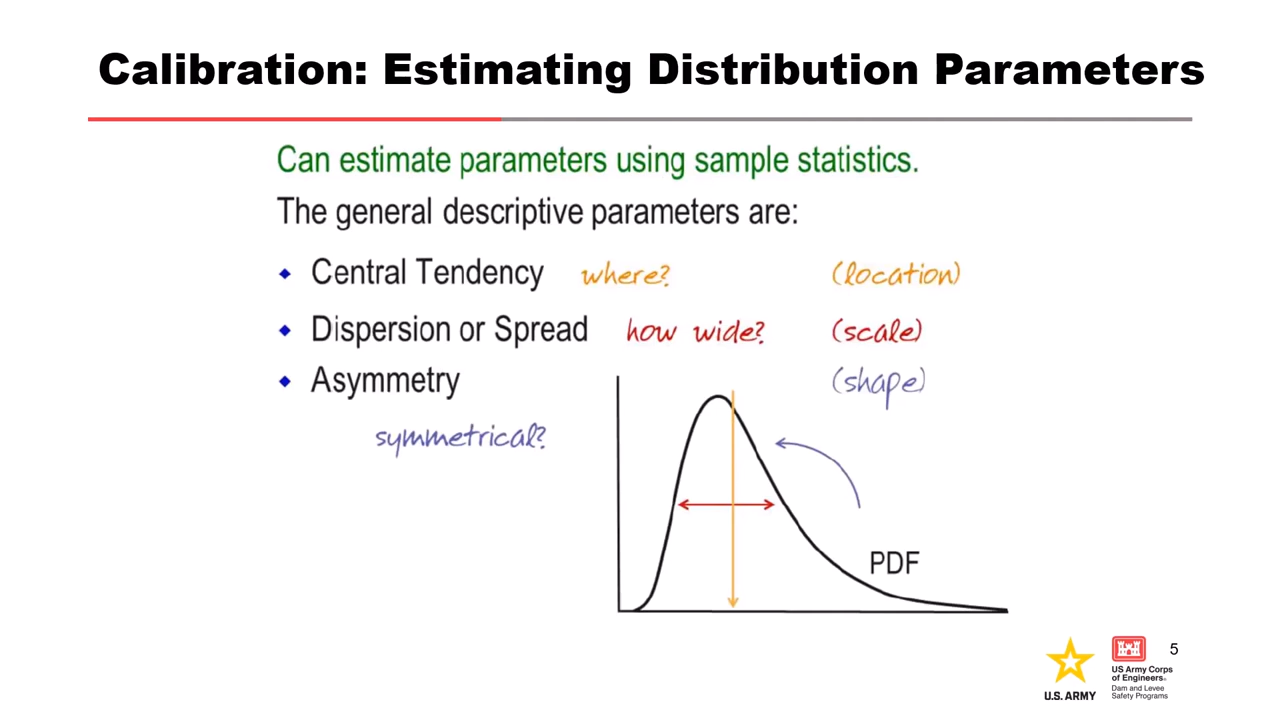 Calibration: Estimating Distribution Parameters
Can estimate parameters using sample statistics.
The general descriptive parameters are:
Central Tendency where? (location)
Dispersion or Spread how wide? (scale)
Asymmetry (shape)
symmetrical?
PDF
5
U.S. ARMY
US Army Corps
of Engineers®
Dam and Levee
Safety Programs